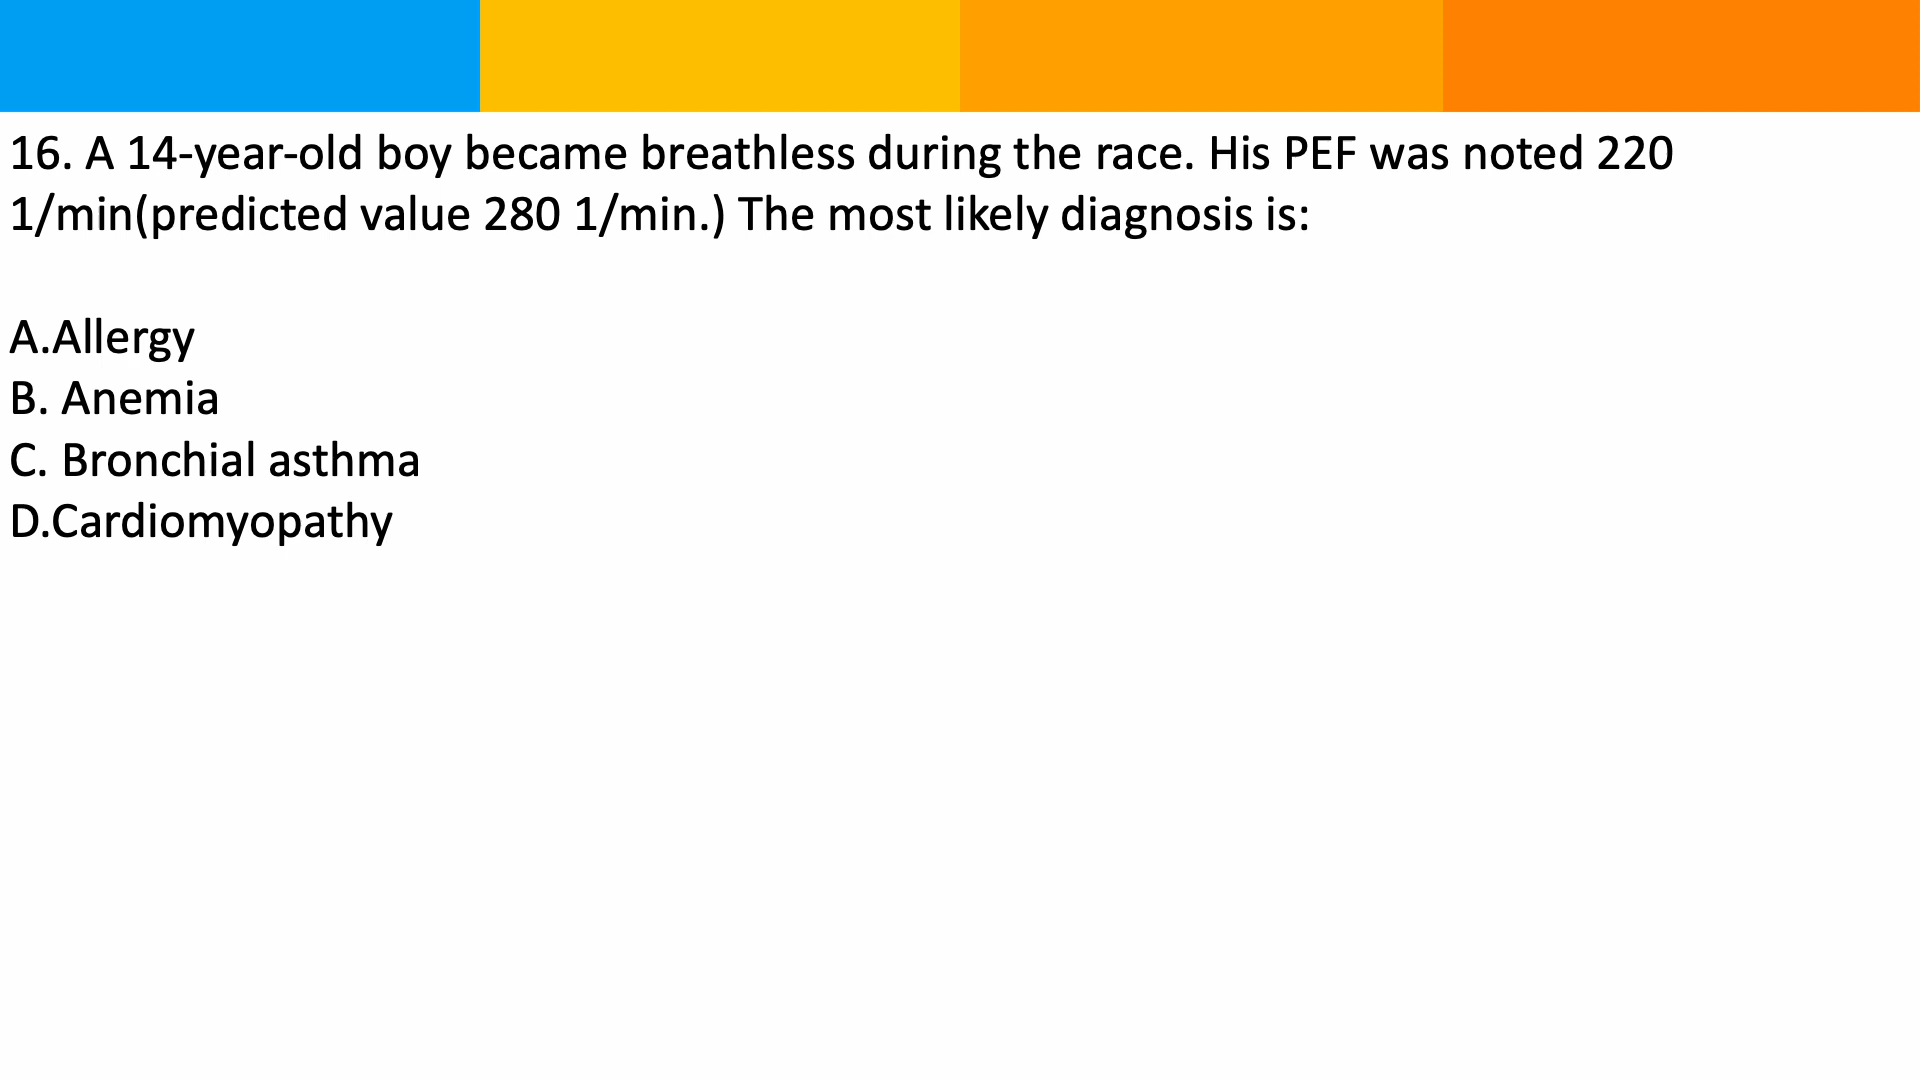 16. A 14-year-old boy became breathless during the race. His PEF was noted 220
1/min(predicted value 280 1/min.) The most likely diagnosis is:
A.Allergy
B. Anemia
C. Bronchial asthma
D.Cardiomyopathy